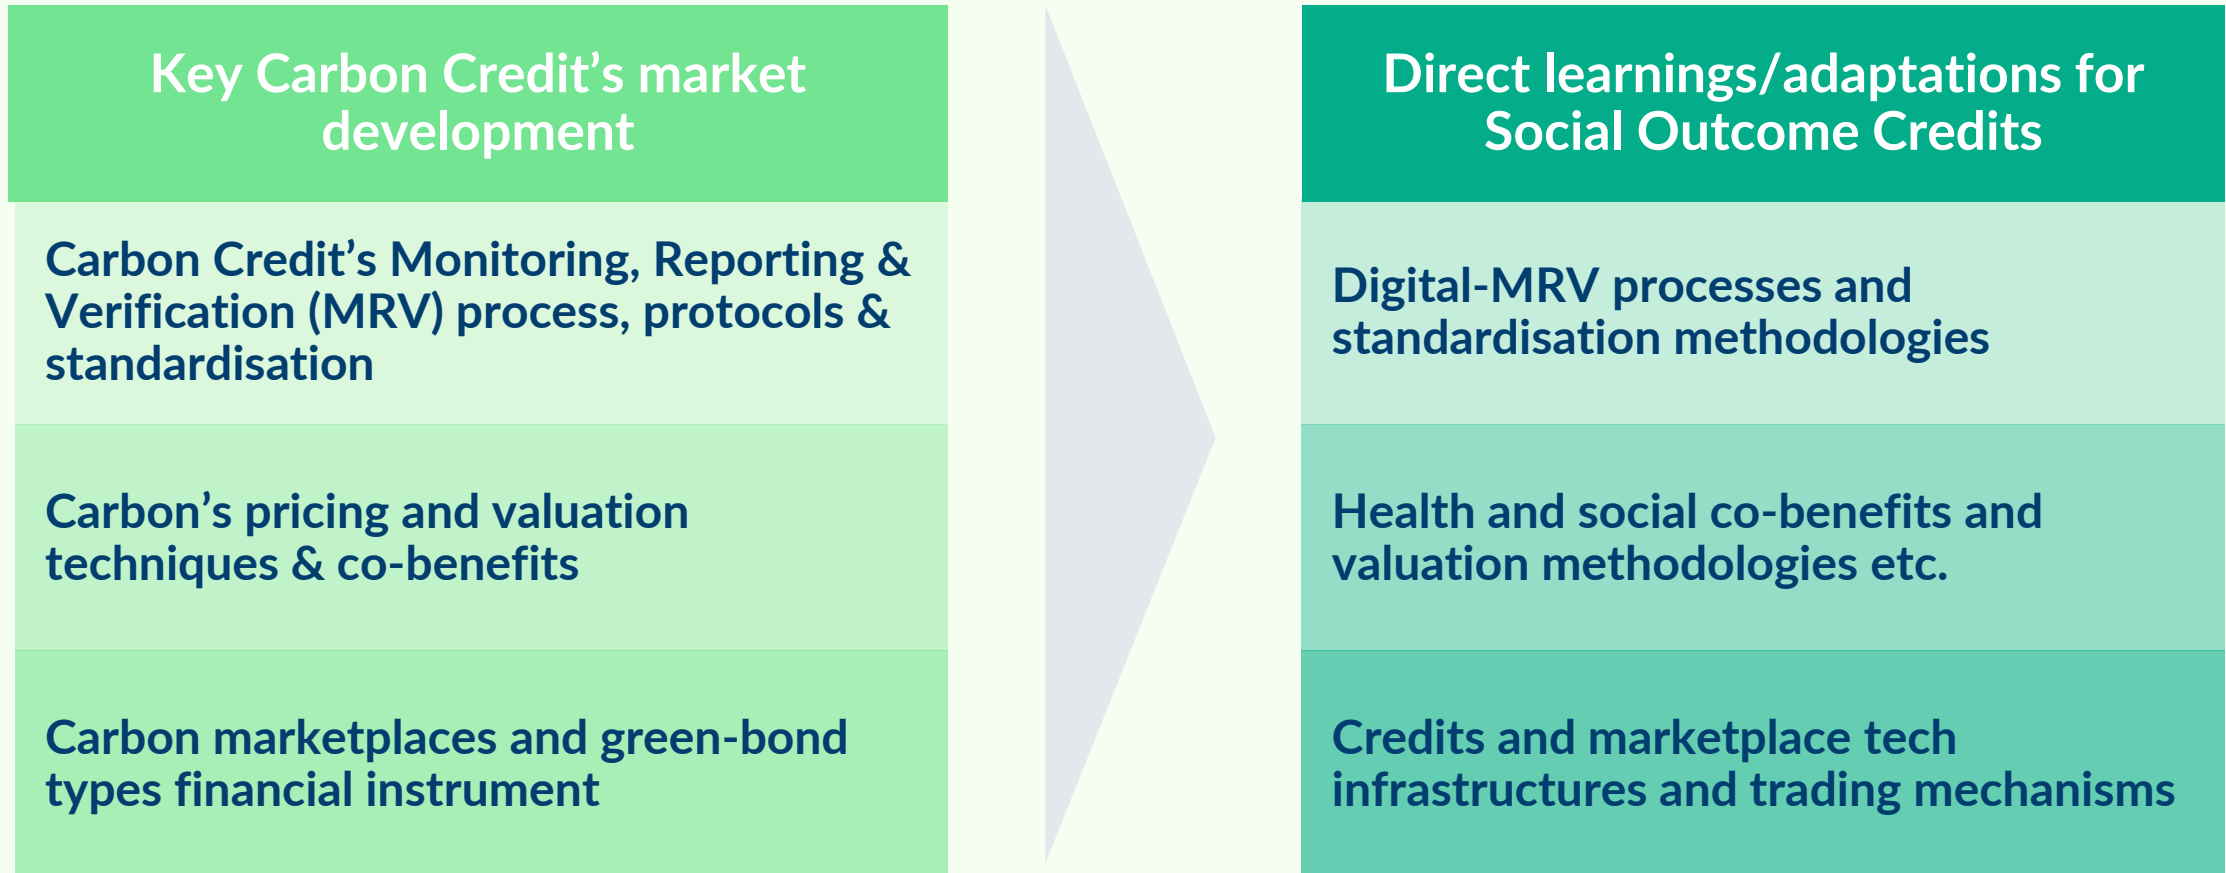 Key Carbon Credit’s market
development
Carbon Credit’s Monitoring, Reporting &
Verification (MRV) process, protocols &
standardisation
Carbon’s pricing and valuation
techniques & co-benefits
Carbon marketplaces and green-bond
types financial instrument
Direct learnings/adaptations for
Social Outcome Credits
Digital-MRV processes and
standardisation methodologies
Health and social co-benefits and
valuation methodologies etc.
Credits and marketplace tech
infrastructures and trading mechanisms